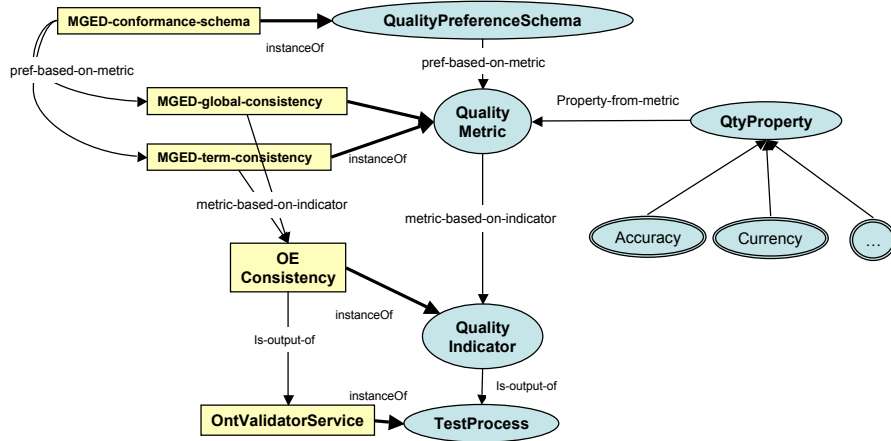 MGED-conformance-schema
QualityPreferenceSchema
instanceOf
pref-based-on-metric
pref-based-on-metric
MGED-global-consistency
Property-from-metric
Quality
Metric
QtyProperty
MGED-term-consistency
instanceOf
metric-based-on-indicator
metric-based-on-indicator
Accuracy
Currency
...
OE
Consistency
instanceOf
Quality
Indicator
Is-output-of
Is-output-of
instanceOf
OntValidatorService
TestProcess